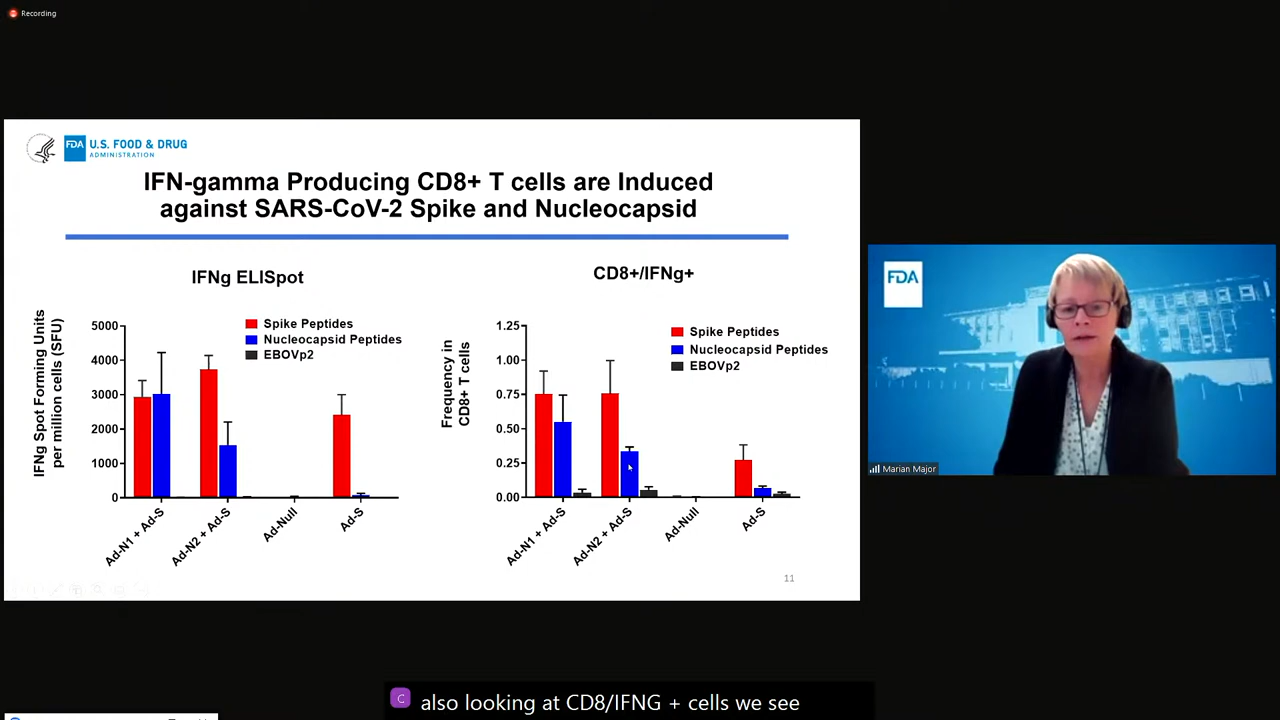 Recording
FDA U.S. FOOD & DRUG
ADMINISTRATION
IFN-gamma Producing CD8+ T cells are Induced
against SARS-CoV-2 Spike and Nucleocapsid
IFNg ELISpot
IFNg Spot Forming Units
per million cells (SFU)
5000
4000
3000
2000
1000
0
Spike Peptides
Nucleocapsid Peptides
EBOVp2
Ad-N1 + Ad-S
Ad-N2 + Ad-S
Ad-Null
Ad-S
CD8+/IFNg+
Frequency in
CD8+ T cells
1.25
1.00
0.75
0.50
0.25
0.00
Spike Peptides
Nucleocapsid Peptides
EBOVp2
Ad-N1 + Ad-S
Ad-N2 + Ad-S
Ad-Null
Ad-S
11
FDA
Marian Major
C
also looking at CD8/IFNG + cells we see